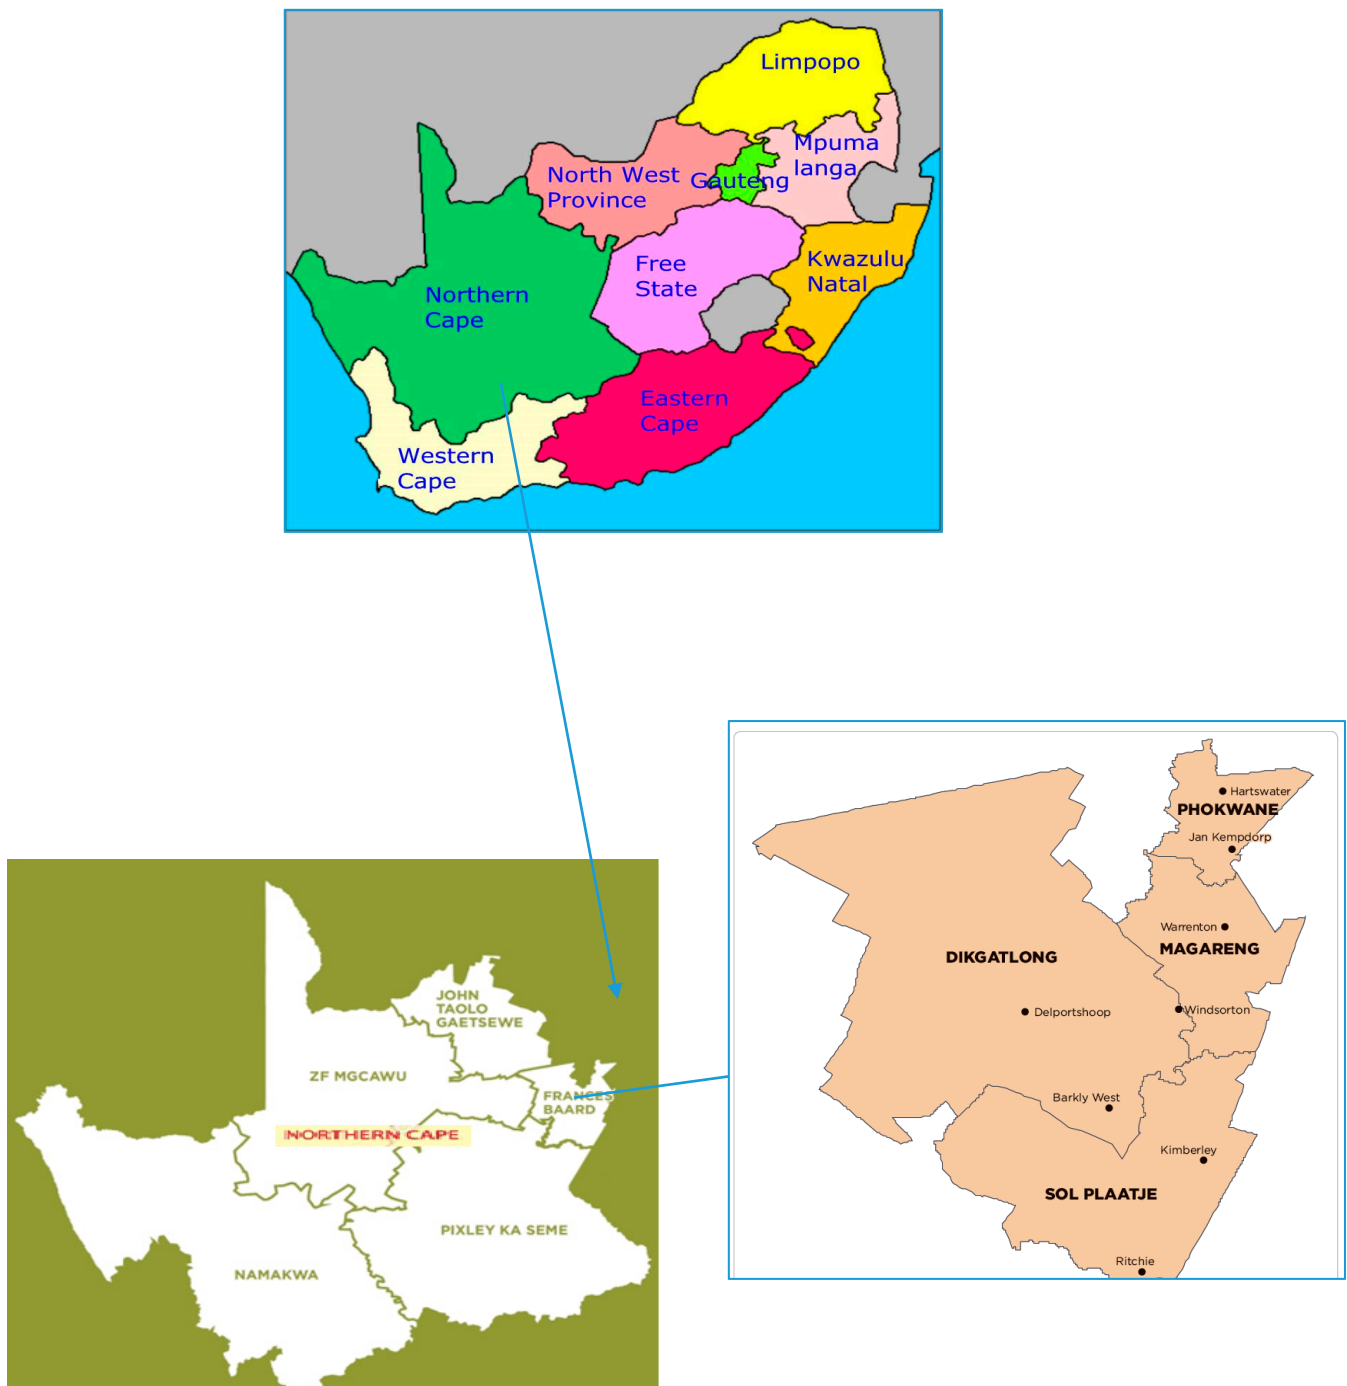 Limpopo
Mpuma
langa
North West
Province
Gauteng
Free
State
Kwazulu
Natal
Northern
Cape
Eastern
Cape
Western
Cape
Hartswater
PHOKWANE
Jan Kempdorp
Warrenton
MAGARENG
DIKGATLONG
Delportshoop
Windsorton
Barkly West
Kimberley
SOL PLAATJE
Ritchie
JOHN
TAOLO
GAETSEWE
ZF MGCAWU
FRANCES
BAARD
NORTHERN CAPE
PIXLEY KA SEME
NAMAKWA